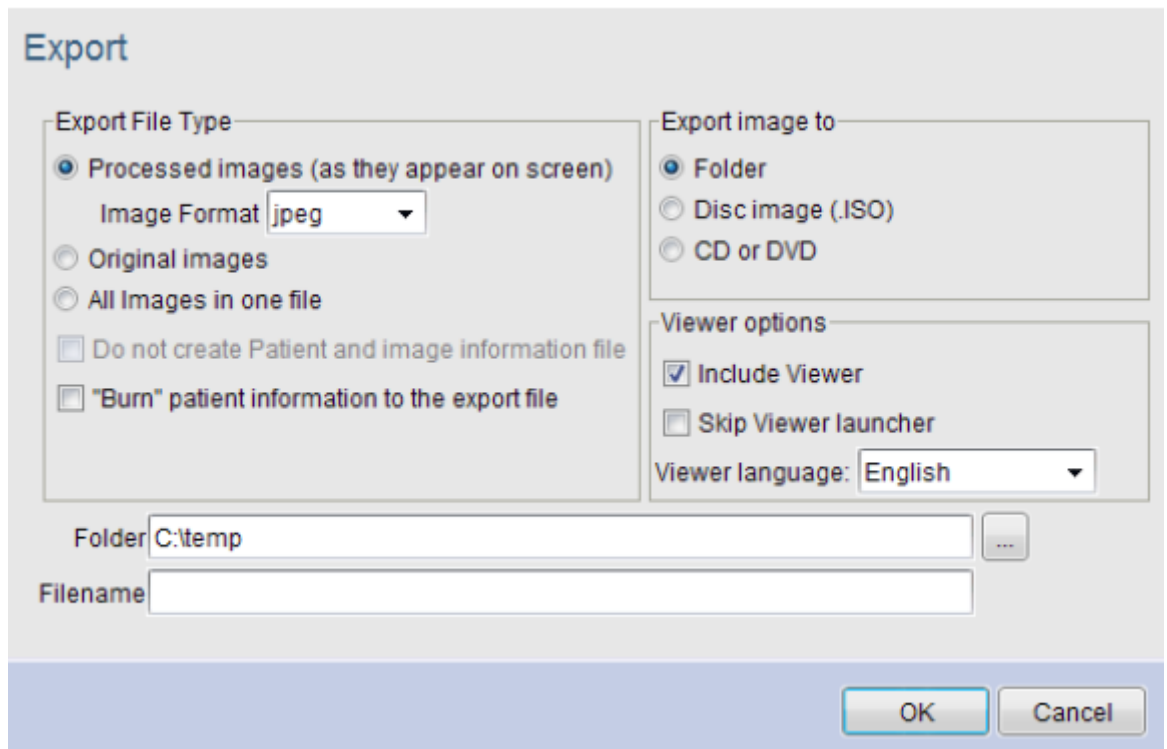 Export
Export File Type
Processed images (as they appear on screen)
Image Format jpeg
Original images
All Images in one file
Do not create Patient and image information file
"Burn" patient information to the export file
Export image to
Folder
Disc image (.ISO)
CD or DVD
Viewer options
Include Viewer
Skip Viewer launcher
Viewer language: English
Folder C:\temp ...
Filename
OK Cancel